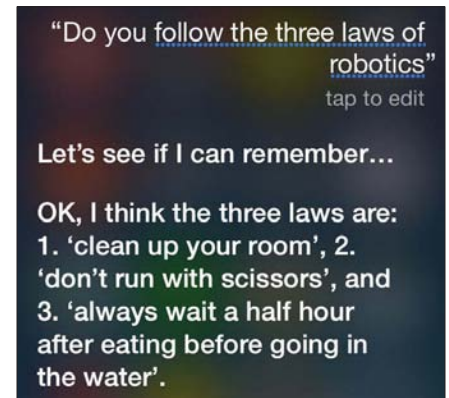 “Do you follow the three laws of
robotics”
tap to edit
Let’s see if I can remember…
OK, I think the three laws are:
1. ‘clean up your room’, 2.
‘don’t run with scissors’, and
3. ‘always wait a half hour
after eating before going in
the water’.